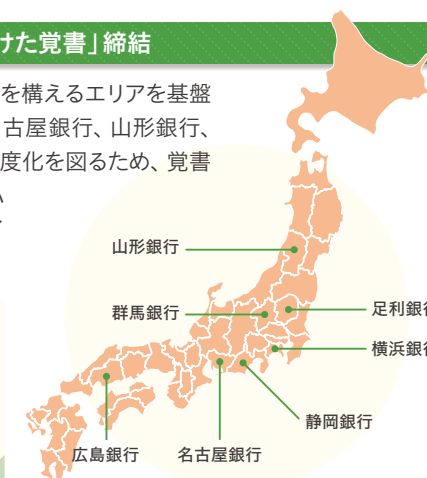 けた覚書」締結
を構えるエリアを基盤
古屋銀行、山形銀行、
度化を図るため、覚書
山形銀行
群馬銀行
足利銀行
横浜銀行
静岡銀行
広島銀行
名古屋銀行